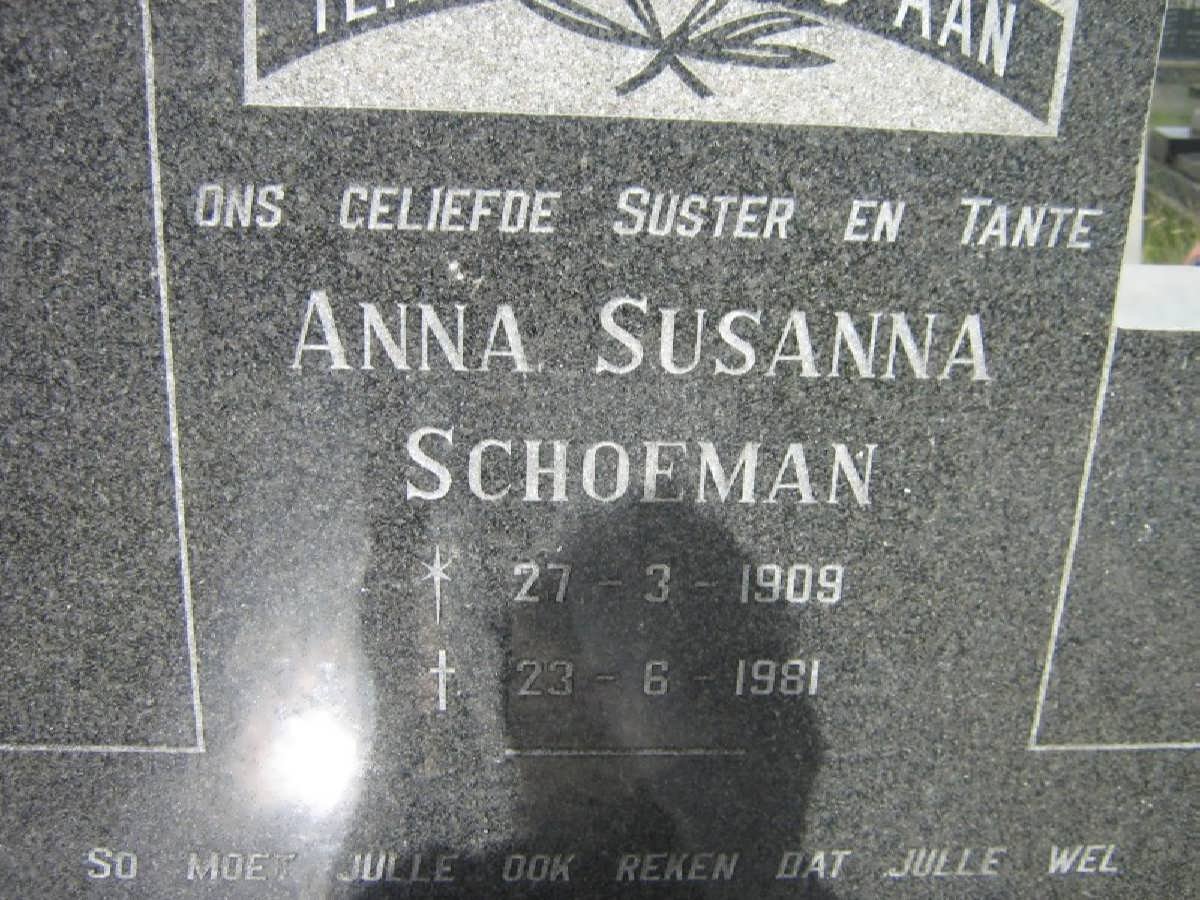 AAN
ONS GELIEFDE SUSTER EN TANTE
ANNA SUSANNA
SCHOEMAN
27 - 3 - 1909
23 - 6 - 1981
SO MOET JULLE OOK REKEN DAT JULLE WEL